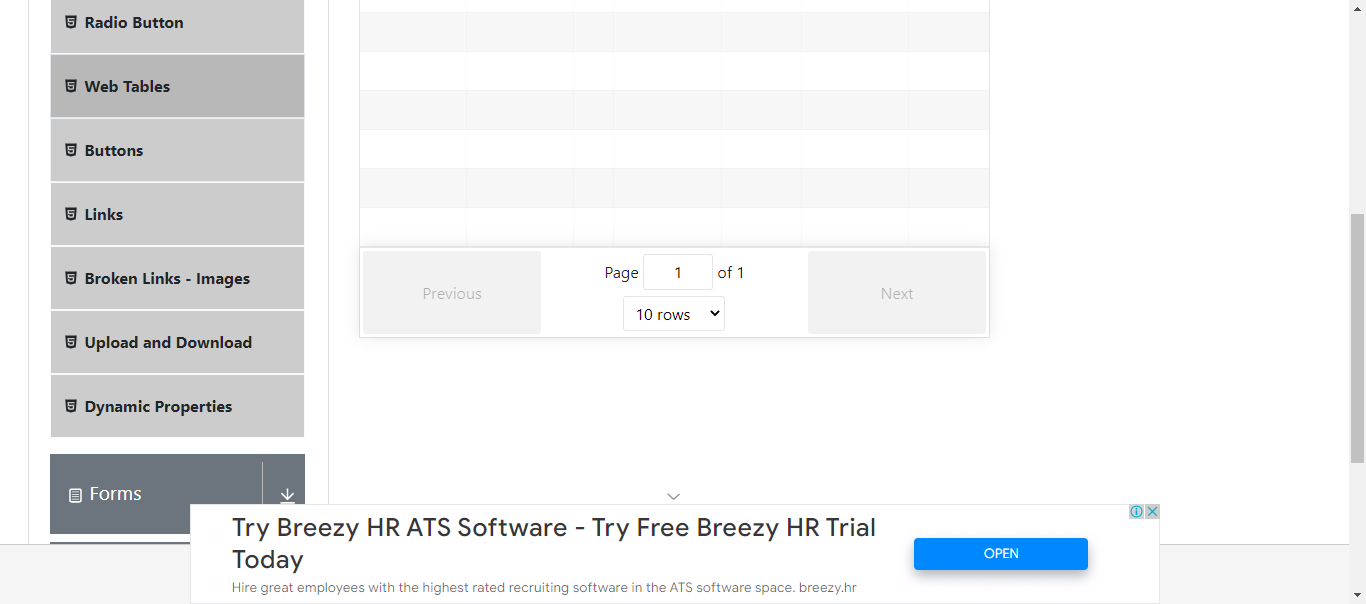 Radio Button
Web Tables
Buttons
Links
Broken Links - Images
Upload and Download
Dynamic Properties
Forms
Previous
Page 1 of 1
10 rows
Next
Try Breezy HR ATS Software - Try Free Breezy HR Trial
Today
Hire great employees with the highest rated recruiting software in the ATS software space. breezy.hr
OPEN